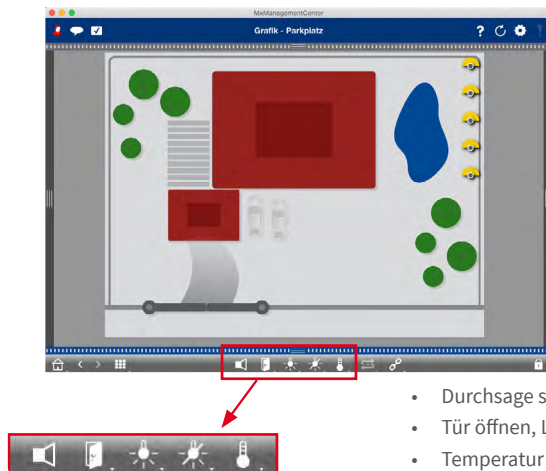 MxManagementCenter
Grafik - Parkplatz
?
• Durchsage s
• Tür öffnen, L
• Temperatur